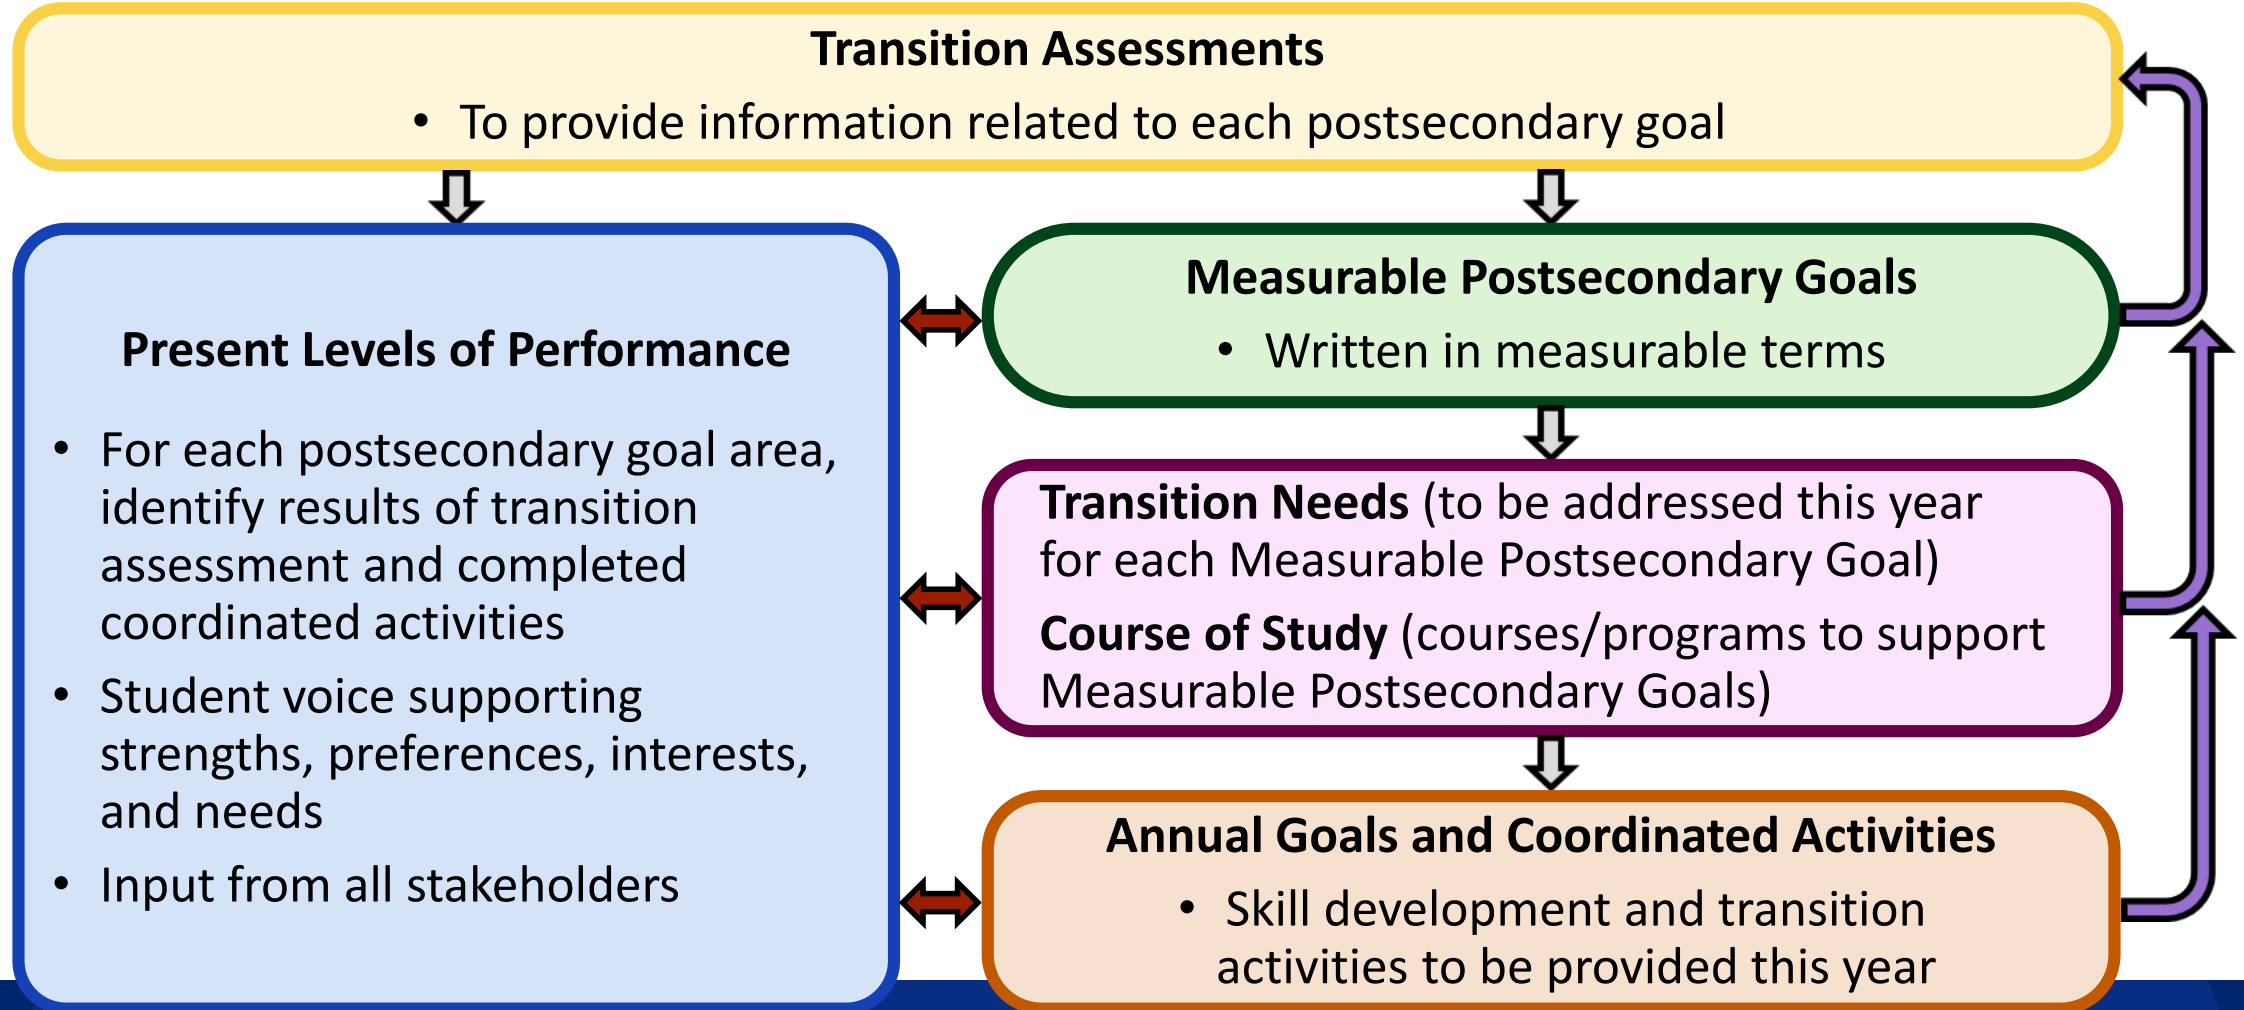 Transition Assessments
• To provide information related to each postsecondary goal
Present Levels of Performance
• For each postsecondary goal area,
identify results of transition
assessment and completed
coordinated activities
• Student voice supporting
strengths, preferences, interests,
and needs
• Input from all stakeholders
Measurable Postsecondary Goals
• Written in measurable terms
Transition Needs (to be addressed this year
for each Measurable Postsecondary Goal)
Course of Study (courses/programs to support
Measurable Postsecondary Goals)
Annual Goals and Coordinated Activities
• Skill development and transition
activities to be provided this year